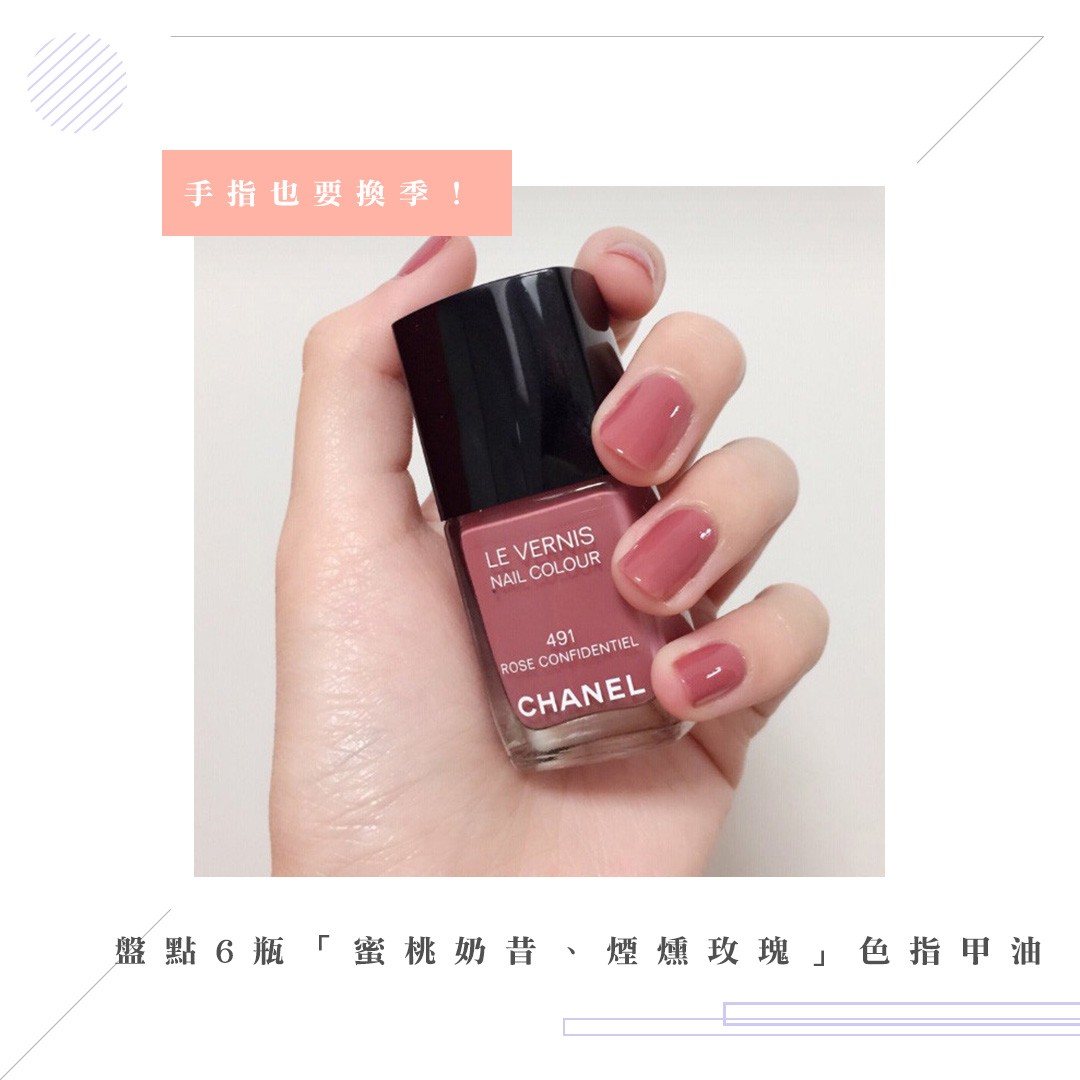 手指也要換季！
LE VERNIS
NAIL COLOUR
491
ROSE CONFIDENTIEL
CHANEL
盤點6瓶「蜜桃奶昔、煙燻玫瑰」色指甲油